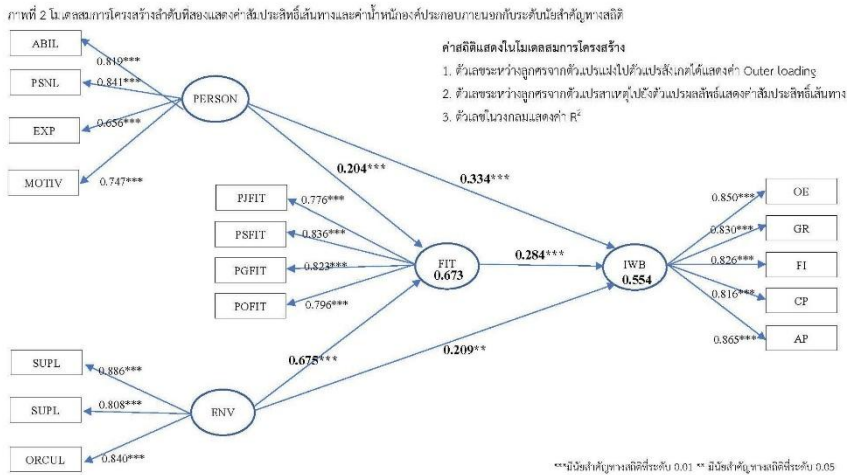 ภาพที่ 2 โมเดลสมการโครงสร้างลำดับที่สองแสดงค่าสัมประสิทธิ์เส้นทางและค่าน้ำหนักองค์ประกอบภายนอกกับระดับนัยสำคัญทางสถิติ
ค่าสถิติแสดงในโมเดลสมการโครงสร้าง
1. ตัวเลขระหว่างลูกศรจากตัวแปรแฝงไปตัวแปรสังเกตได้แสดงค่า Outer loading
2. ตัวเลขระหว่างลูกศรจากตัวแปรสาเหตุไปยังตัวแปรผลลัพธ์แสดงค่าสัมประสิทธิ์เส้นทาง
3. ตัวเลขในวงกลมแสดงค่า R²
ABIL
0.819***
PSNL
0.841***
EXP
0.656***
MOTIV
0.747***
PERSON
0.204***
0.334***
PJFIT
0.776***
PSFIT
0.836***
PGFIT
0.823***
POFIT
0.796***
FIT
0.673
0.284***
IWB
0.554
OE
0.850***
GR
0.830***
FI
0.826***
CP
0.816***
AP
0.865***
0.675***
0.209**
SUPL
0.886***
SUPL
0.808***
ORCUL
0.840***
ENV
***มีนัยสำคัญทางสถิติที่ระดับ 0.01 ** มีนัยสำคัญทางสถิติที่ระดับ 0.05